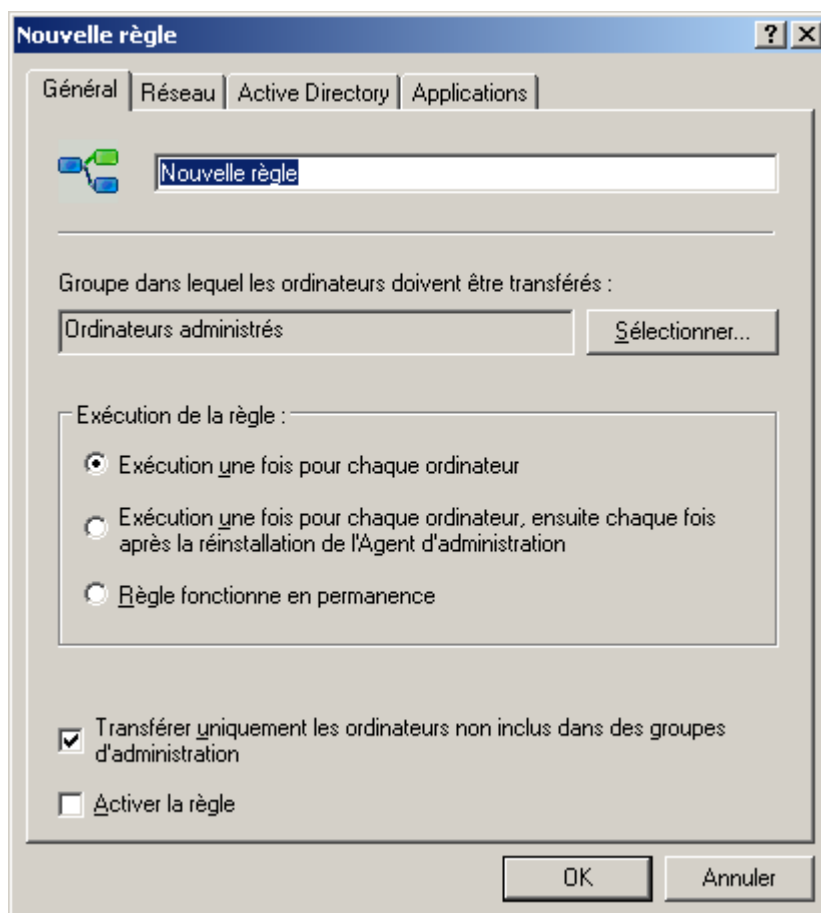 Nouvelle règle
Général Réseau Active Directory Applications
Nouvelle règle
Groupe dans lequel les ordinateurs doivent être transférés :
Ordinateurs administrés Sélectionner...
Exécution de la règle :
Exécution une fois pour chaque ordinateur
Exécution une fois pour chaque ordinateur, ensuite chaque fois
après la réinstallation de l'Agent d'administration
Règle fonctionne en permanence
Transférer uniquement les ordinateurs non inclus dans des groupes
d'administration
Activer la règle
OK Annuler